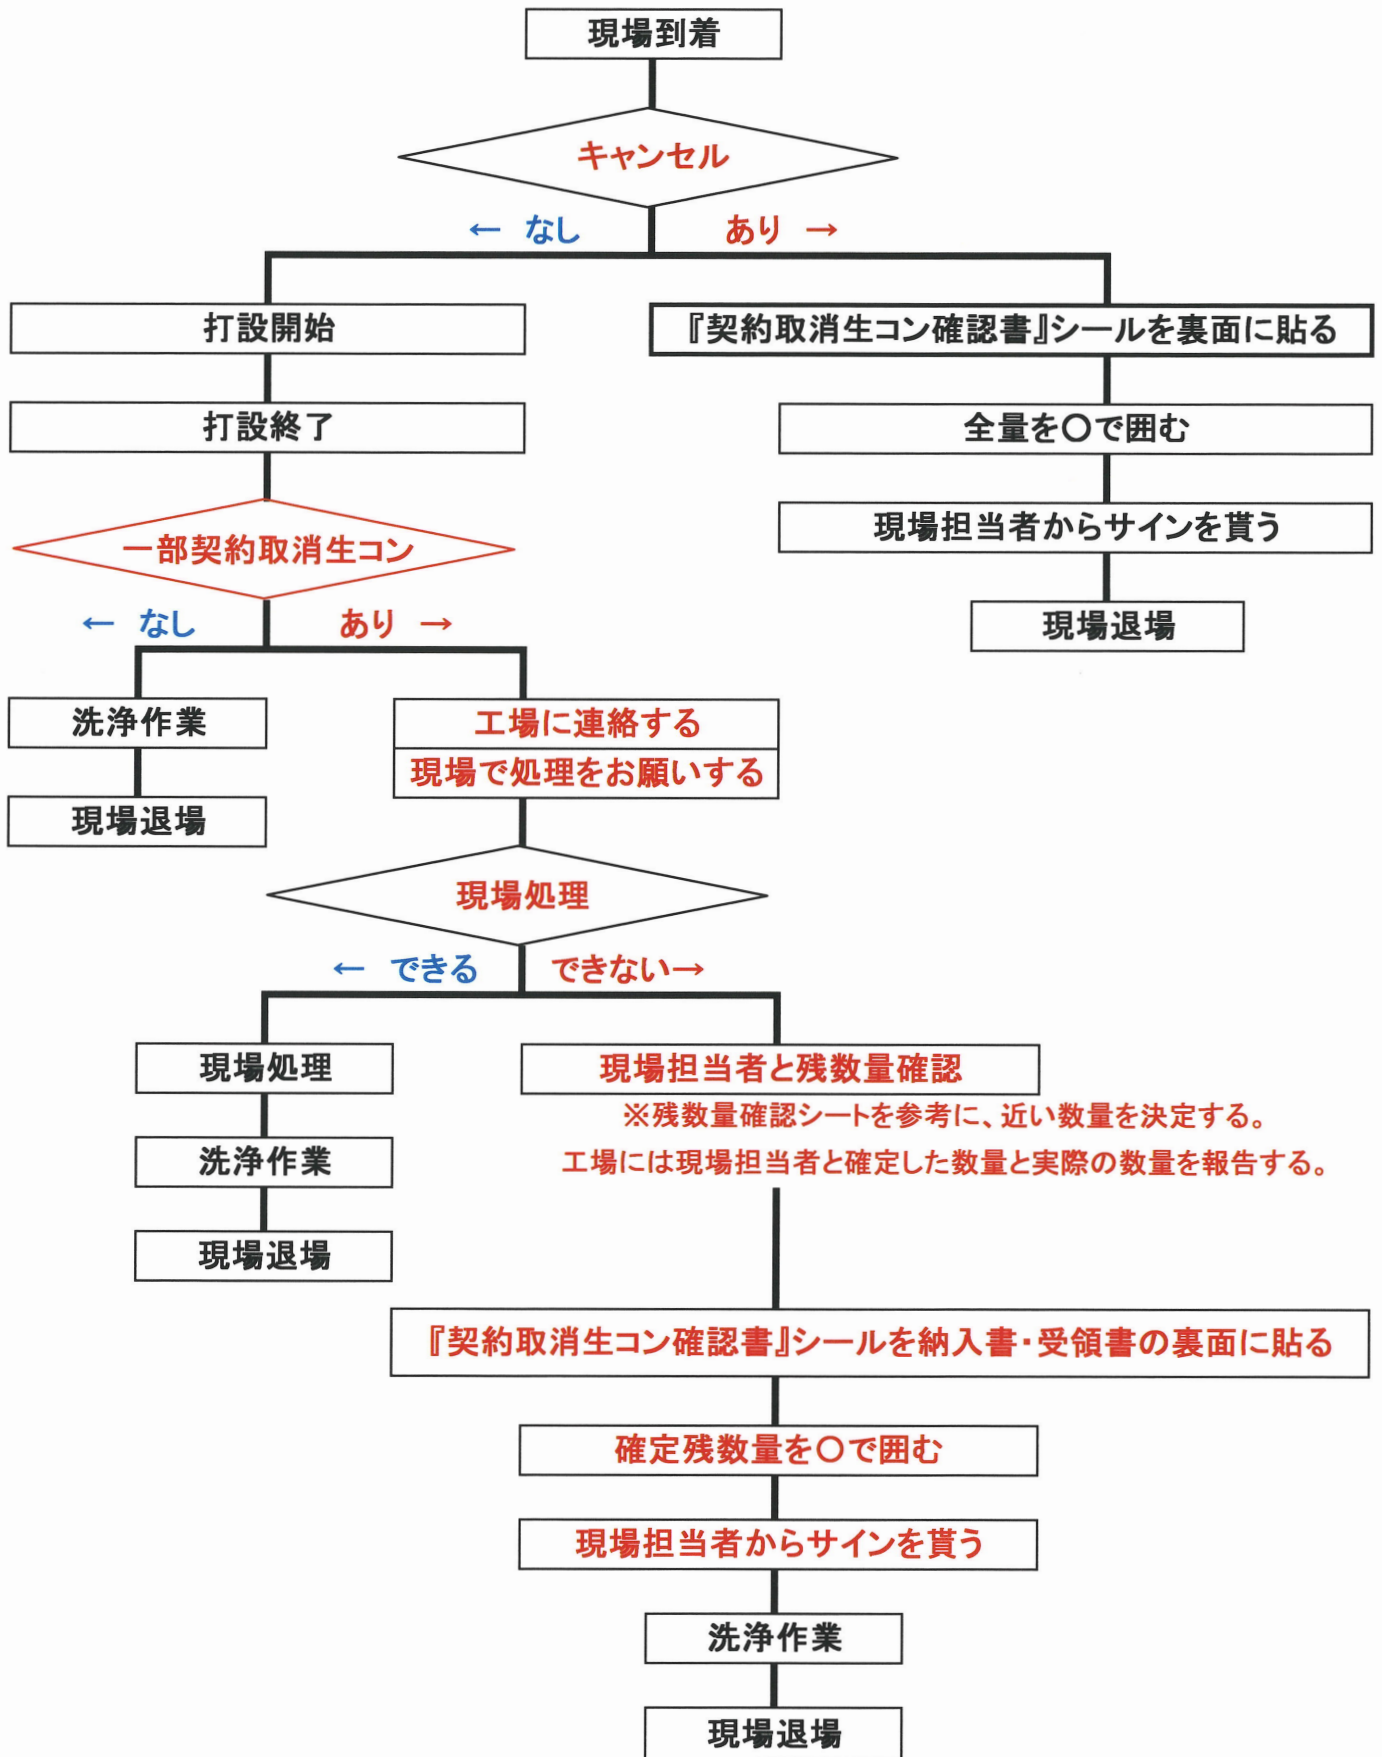 現場到着
キャンセル
← なし
あり →
打設開始
『契約取消生コン確認書』シールを裏面に貼る
打設終了
全量を〇で囲む
現場担当者からサインを貰う
一部契約取消生コン
← なし
あり →
現場退場
洗浄作業
工場に連絡する
現場で処理をお願いする
現場退場
現場処理
← できる
できない→
現場処理
現場担当者と残数量確認
※残数量確認シートを参考に、近い数量を決定する。
洗浄作業
工場には現場担当者と確定した数量と実際の数量を報告する。
現場退場
『契約取消生コン確認書』シールを納入書・受領書の裏面に貼る
確定残数量を〇で囲む
現場担当者からサインを貰う
洗浄作業
現場退場